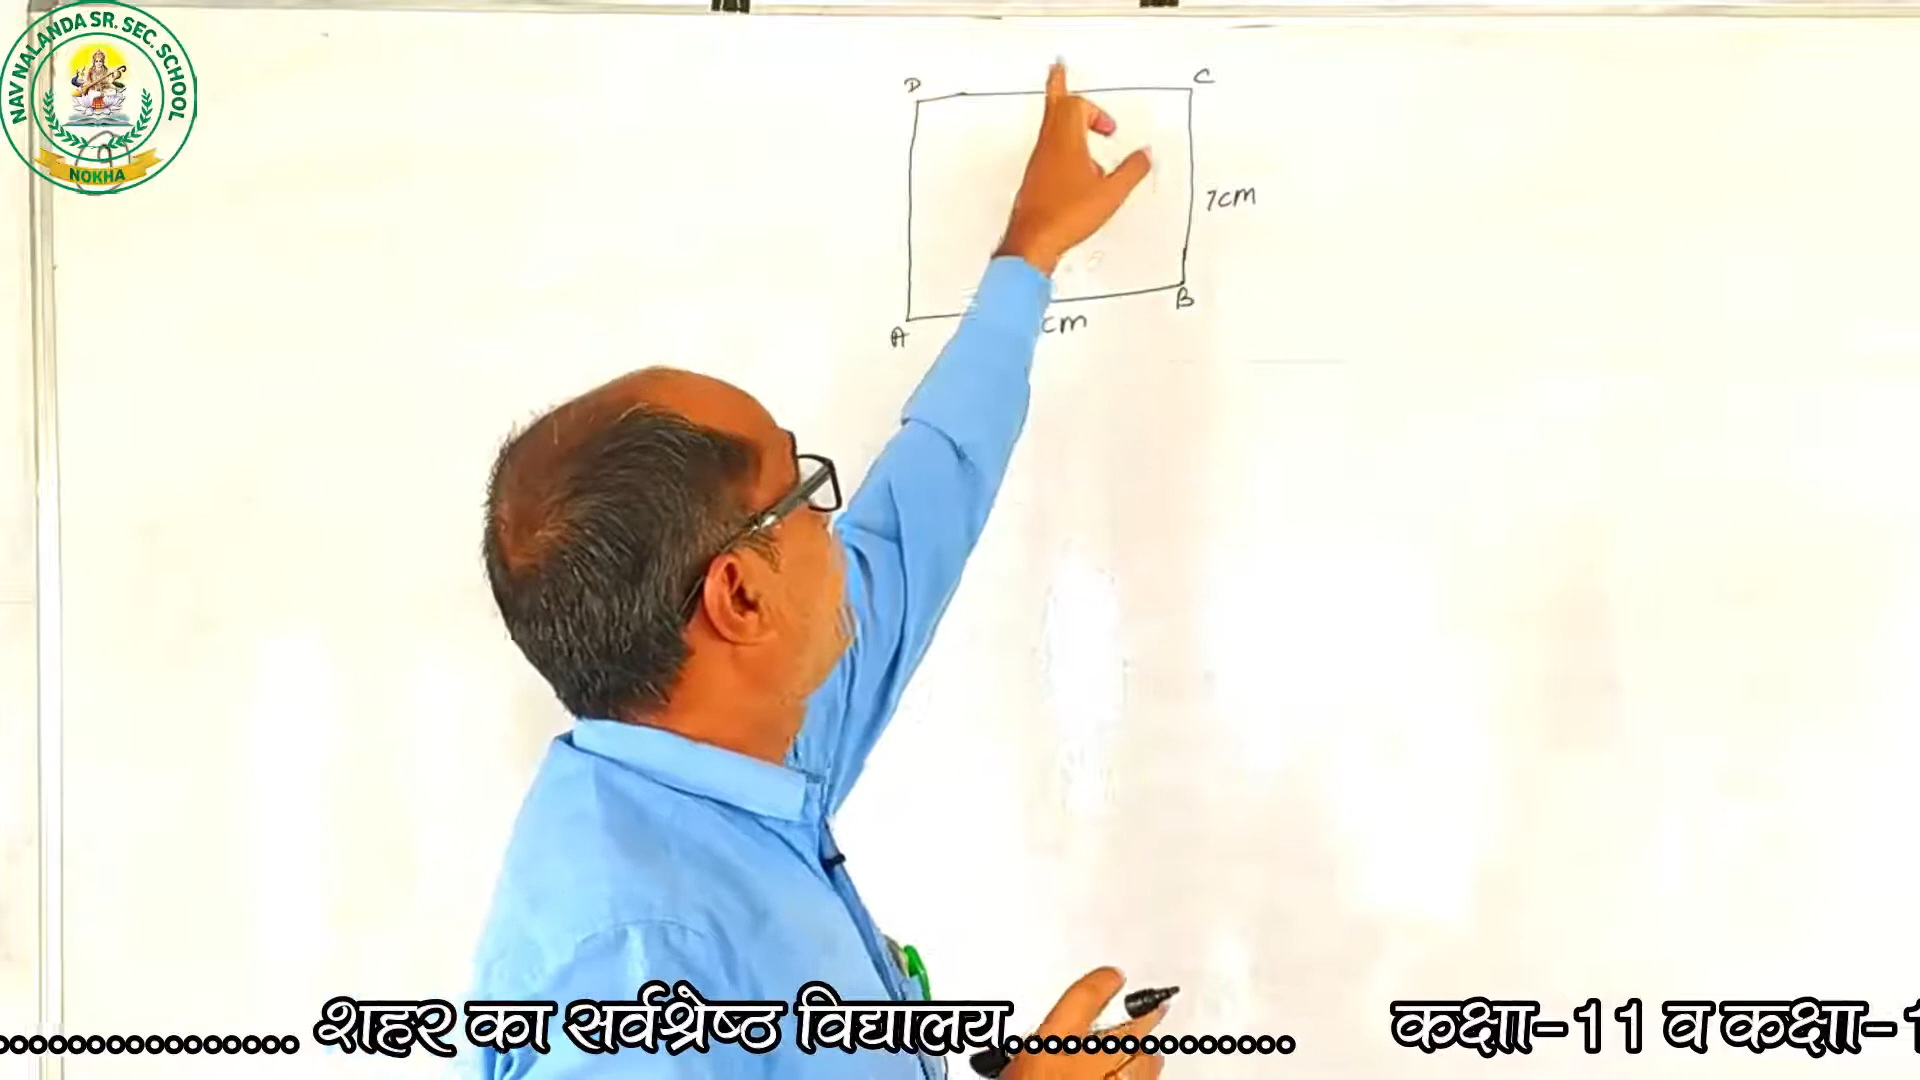 NAV NALANDA SR. SEC. SCHOOL
NOKHA
D C
7cm
A cm B
............... शहर का सर्वश्रेष्ठ विद्यालय............... कक्षा-11 व कक्षा-1